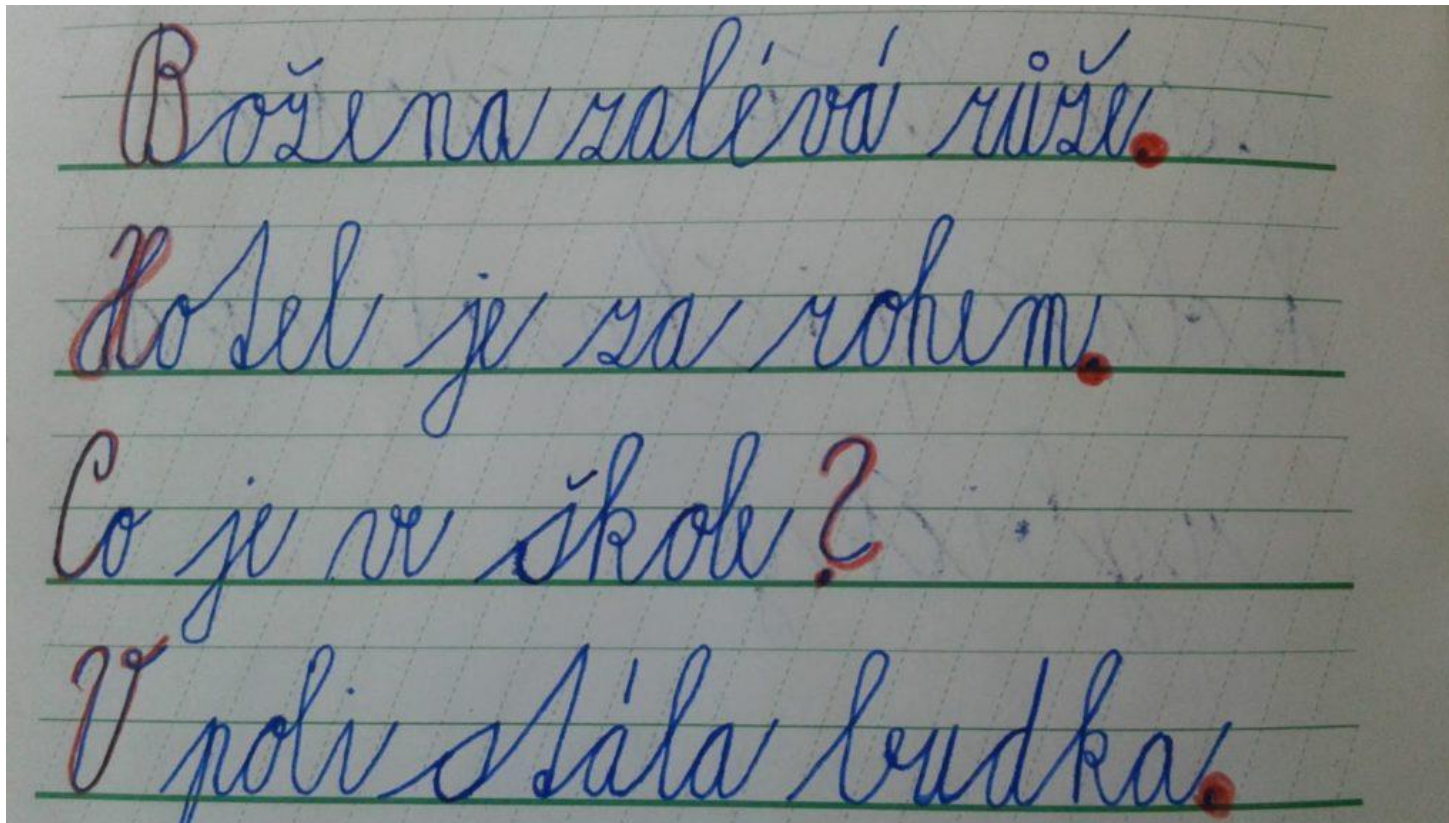 Božena zalévá růže.
Hotel je za rohem.
Co je ve škole?
V poli stála budka.